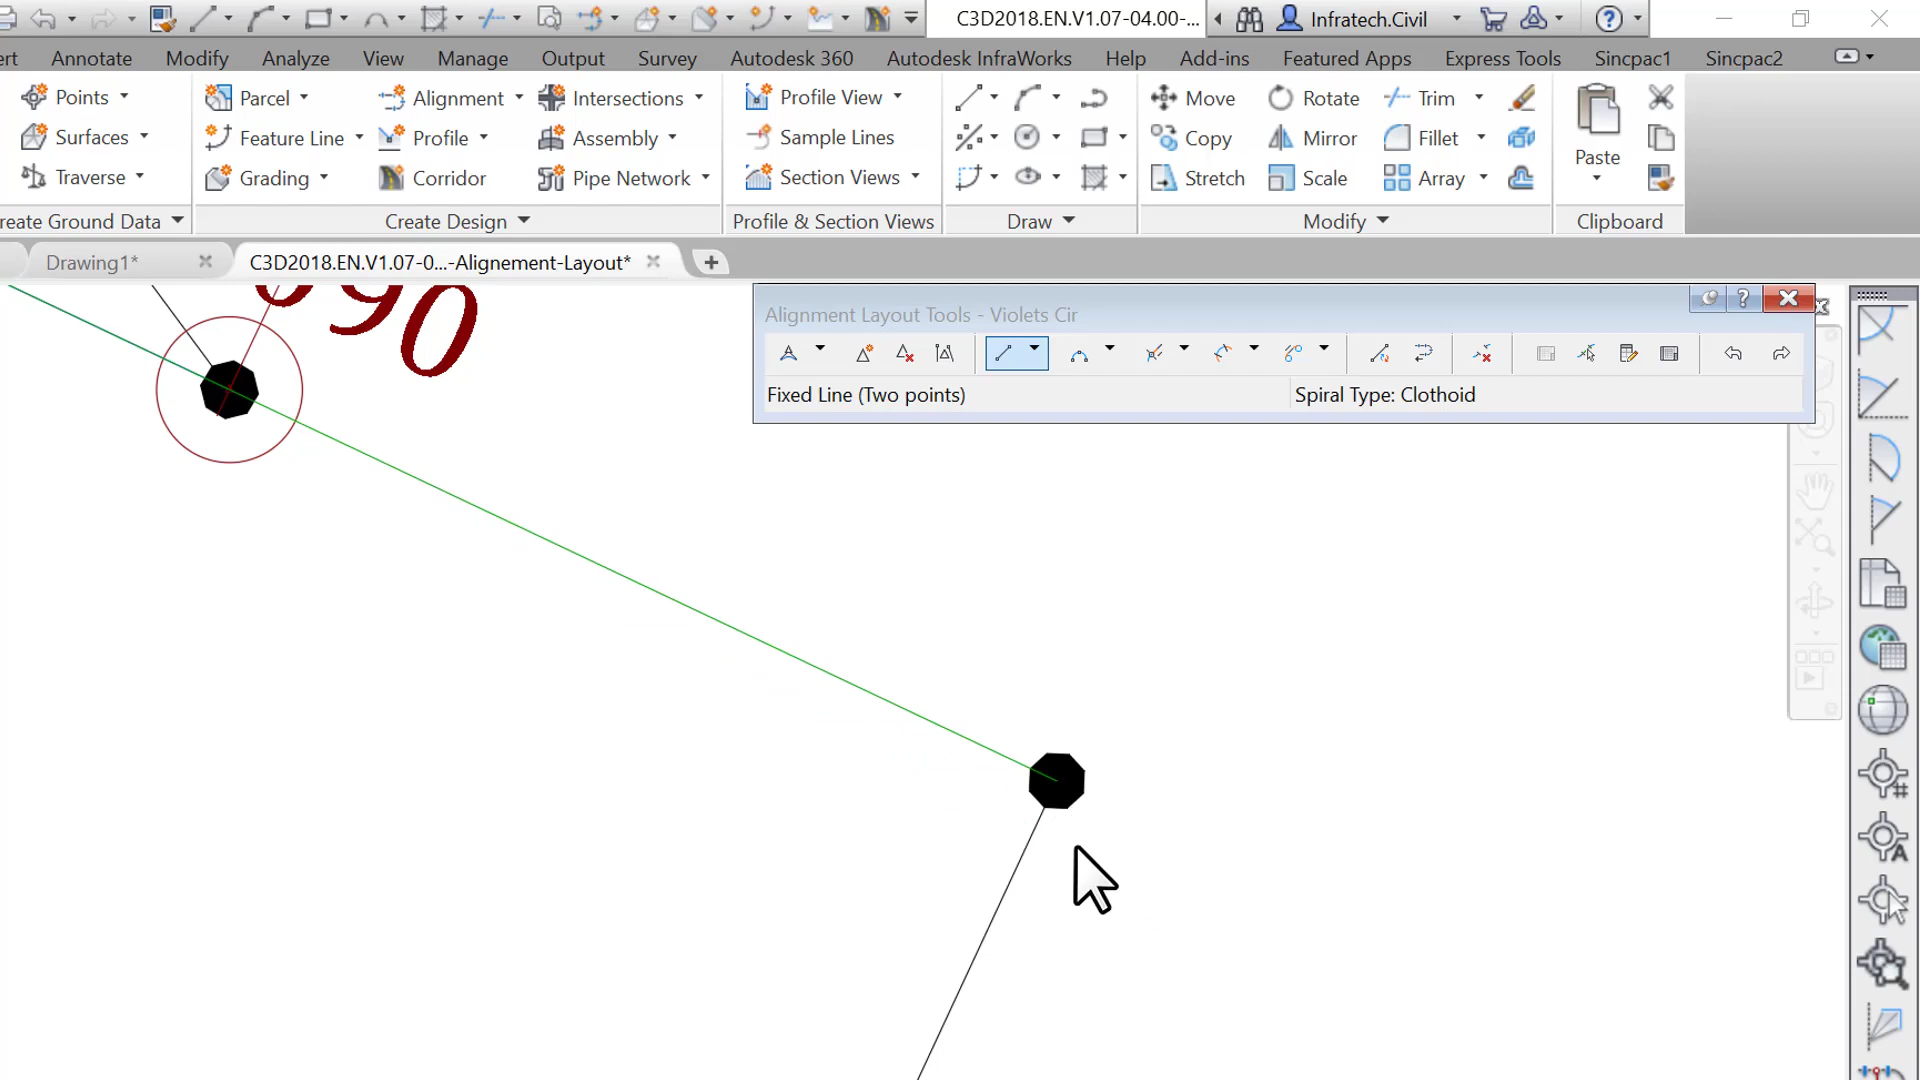 C3D2018.EN.V1.07-04.00-...
Infratech.Civil
rt Annotate Modify Analyze View Manage Output Survey Autodesk 360 Autodesk InfraWorks Help Add-ins Featured Apps Express Tools Sincpac1 Sincpac2
Points Parcel Alignment Intersections Profile View Move Rotate Trim
Surfaces Feature Line Profile Assembly Sample Lines Copy Mirror Fillet
Paste
Traverse Grading Corridor Pipe Network Section Views Stretch Scale Array
reate Ground Data Create Design Profile & Section Views Draw Modify Clipboard
Drawing1* C3D2018.EN.V1.07-0...-Alignement-Layout*
090
Alignment Layout Tools - Violets Cir
Fixed Line (Two points) Spiral Type: Clothoid